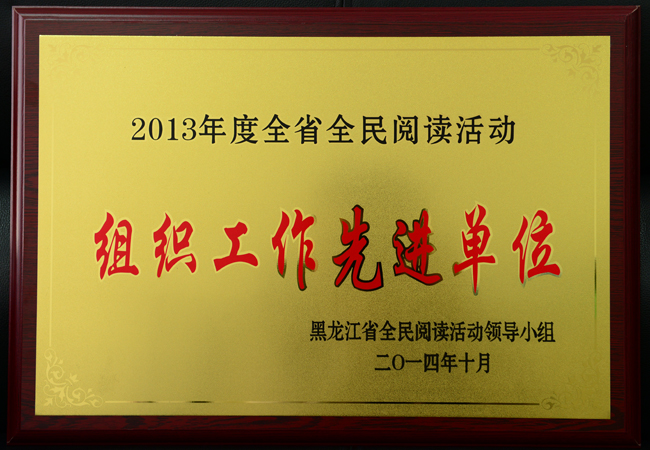 2013年度全省全民阅读活动
组织工作先进单位
黑龙江省全民阅读活动领导小组
二〇一四年十月